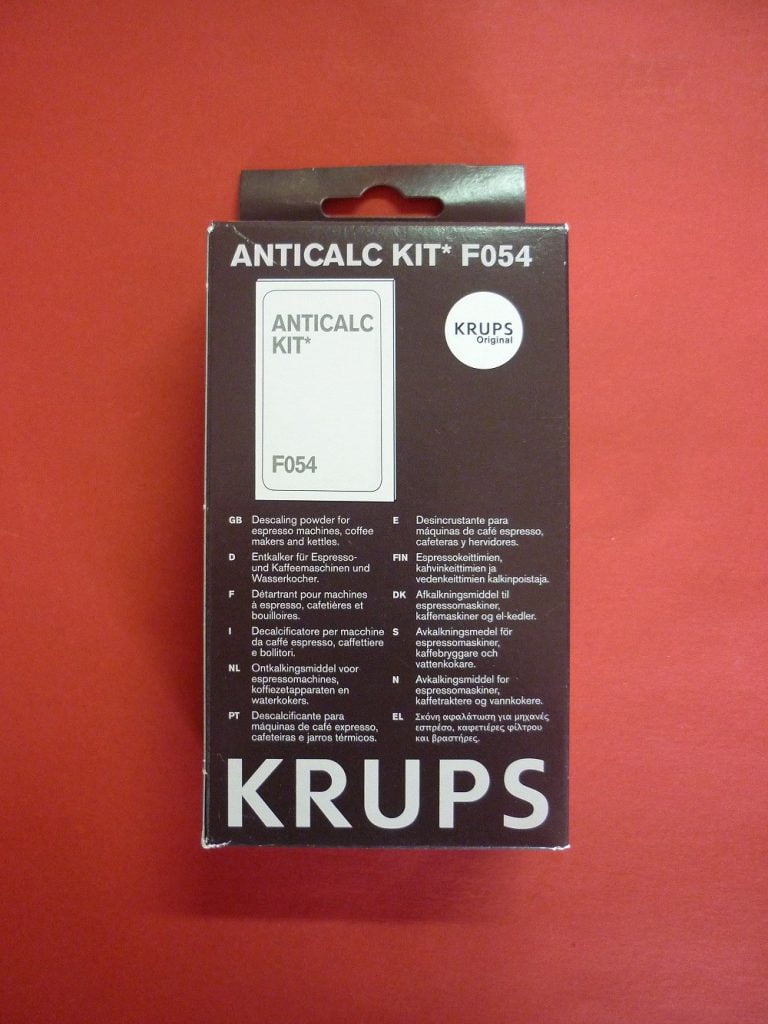 ANTICALC KIT* F054
ANTICALC
KIT*
F054
KRUPS
Original
GB Descaling powder for
espresso machines, coffee
makers and kettles.
D Entkalker für Espresso-
und Kaffeemaschinen und
Wasserkocher.
F Détartrant pour machines
à espresso, cafetières et
bouilloires.
I Decalcificatore per macchine
da caffé espresso, caffettiere
e bollitori.
NL Ontkalkingsmiddel voor
espressomachines,
koffiezetapparaten en
waterkokers.
PT Descalcificante para
máquinas de café expresso,
cafeteiras e jarros térmicos.
E Desincrustante para
máquinas de café espresso,
cafeteras y hervidores.
FIN Espressokeittimien,
kahvinkeittimien ja
vedenkeittimien kalkinpoistaja.
DK Afkalkningsmiddel til
espressomaskiner,
kaffemaskiner og el-kedler.
S Avkalkningsmedel för
espressomaskiner,
kaffebryggare och
vattenkokare.
N Avkalkningsmiddel for
espressomaskiner,
kaffetraktere og vannkokere.
EL Σκόνη αφαλάτωση για μηχανές
εσπρέσο, καφετιέρες φίλτρου
και βραστήρες.
KRUPS